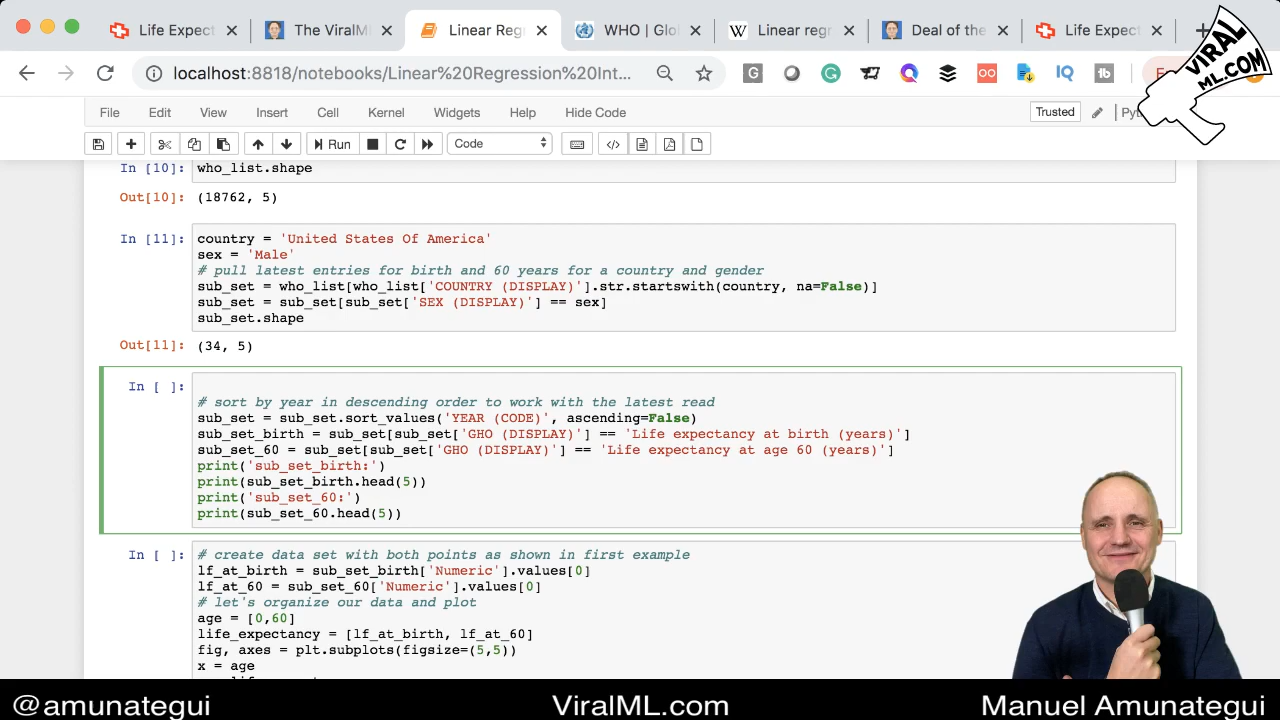 Life Expect
The ViralMl
Linear Reg
WHO | Glo
Linear regr
Deal of the
Life Expect
VIRAL
ML.COM
localhost:8818/notebooks/Linear%20Regression%20Int...
File Edit View Insert Cell Kernel Widgets Help Hide Code
Trusted
Run
Code
In [10]: who_list.shape
Out[10]: (18762, 5)
In [11]: country = 'United States Of America'
sex = 'Male'
# pull latest entries for birth and 60 years for a country and gender
sub_set = who_list[who_list['COUNTRY (DISPLAY)'].str.startswith(country, na=False)]
sub_set = sub_set[sub_set['SEX (DISPLAY)'] == sex]
sub_set.shape
Out[11]: (34, 5)
In [ ]:
# sort by year in descending order to work with the latest read
sub_set = sub_set.sort_values('YEAR (CODE)', ascending=False)
sub_set_birth = sub_set[sub_set['GHO (DISPLAY)'] == 'Life expectancy at birth (years)']
sub_set_60 = sub_set[sub_set['GHO (DISPLAY)'] == 'Life expectancy at age 60 (years)']
print('sub_set_birth:')
print(sub_set_birth.head(5))
print('sub_set_60:')
print(sub_set_60.head(5))
In [ ]: # create data set with both points as shown in first example
lf_at_birth = sub_set_birth['Numeric'].values[0]
lf_at_60 = sub_set_60['Numeric'].values[0]
# let's organize our data and plot
age = [0,60]
life_expectancy = [lf_at_birth, lf_at_60]
fig, axes = plt.subplots(figsize=(5,5))
x = age
@amunategui
ViralML.com
Manuel Amunategui